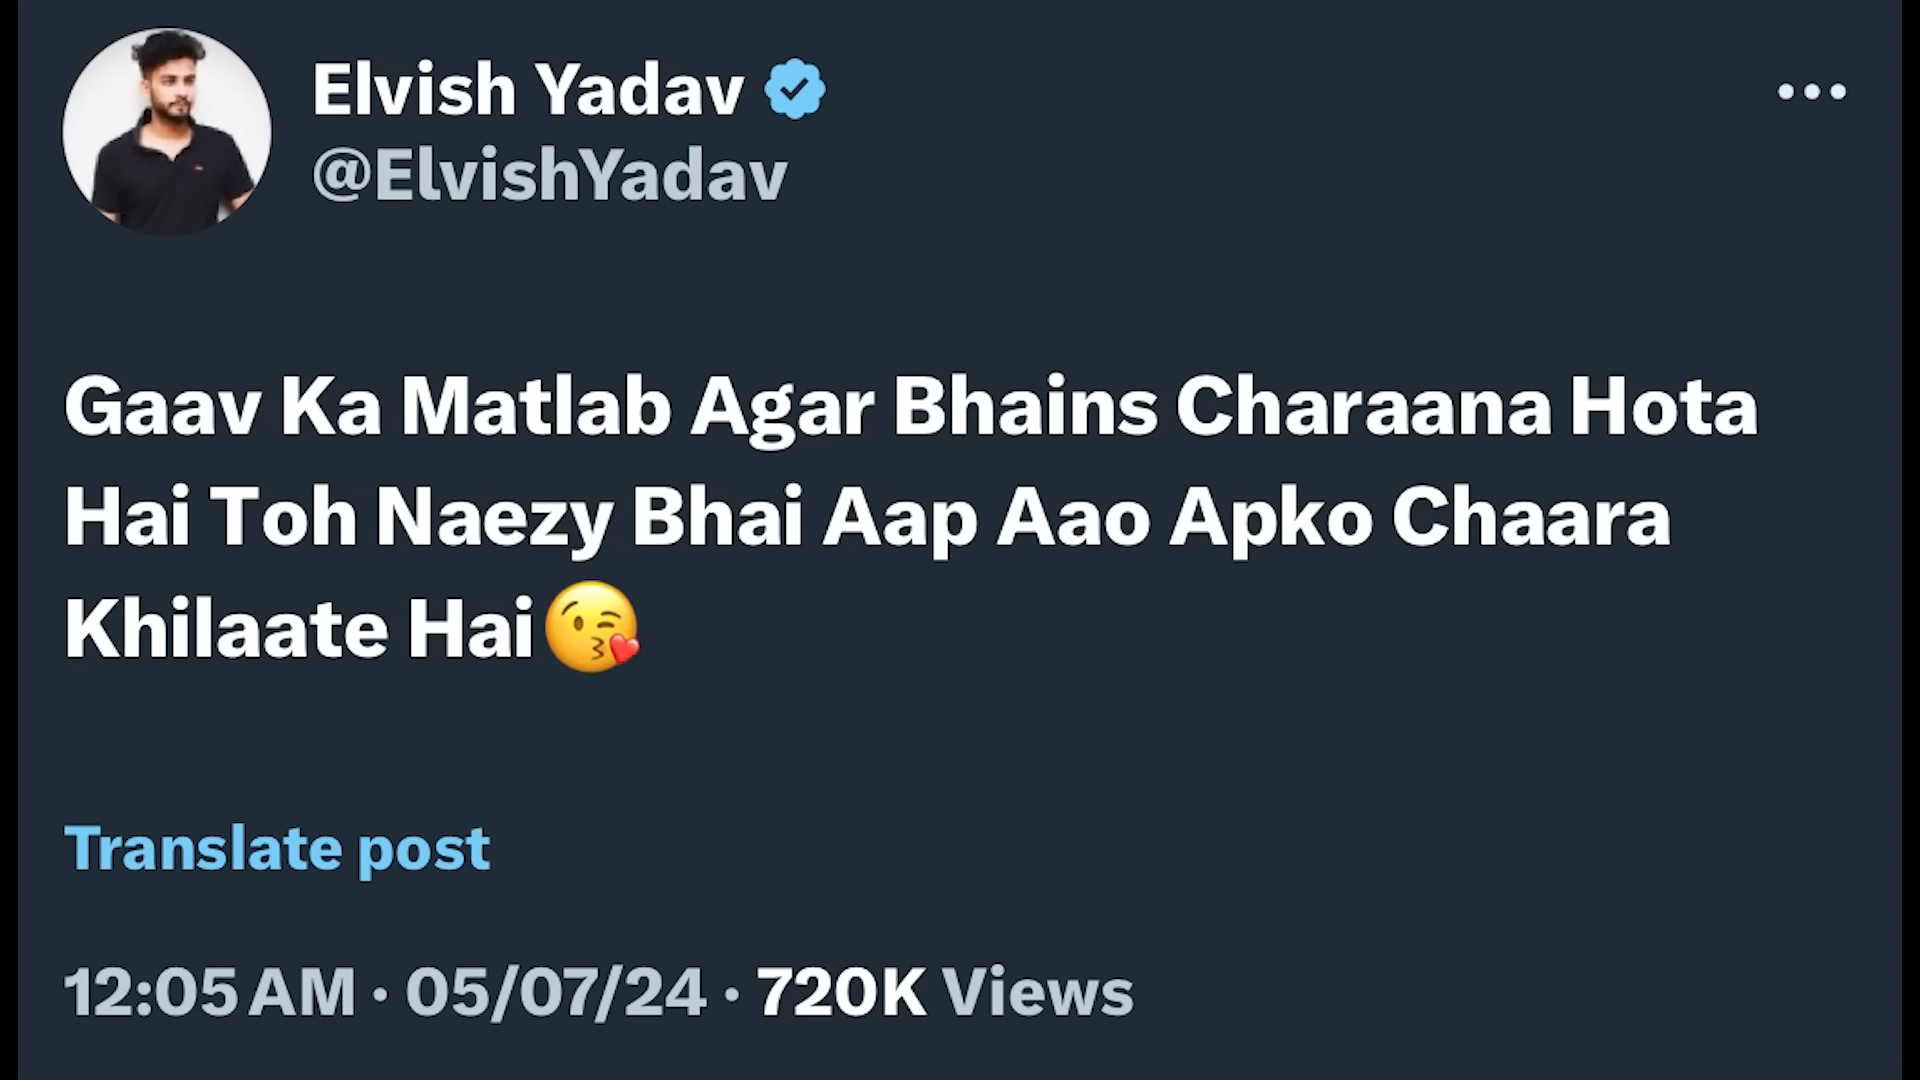 Elvish Yadav
@ElvishYadav
Gaav Ka Matlab Agar Bhains Charaana Hota
Hai Toh Naezy Bhai Aap Aao Apko Chaara
Khilaate Hai😘
Translate post
12:05 AM · 05/07/24 · 720K Views